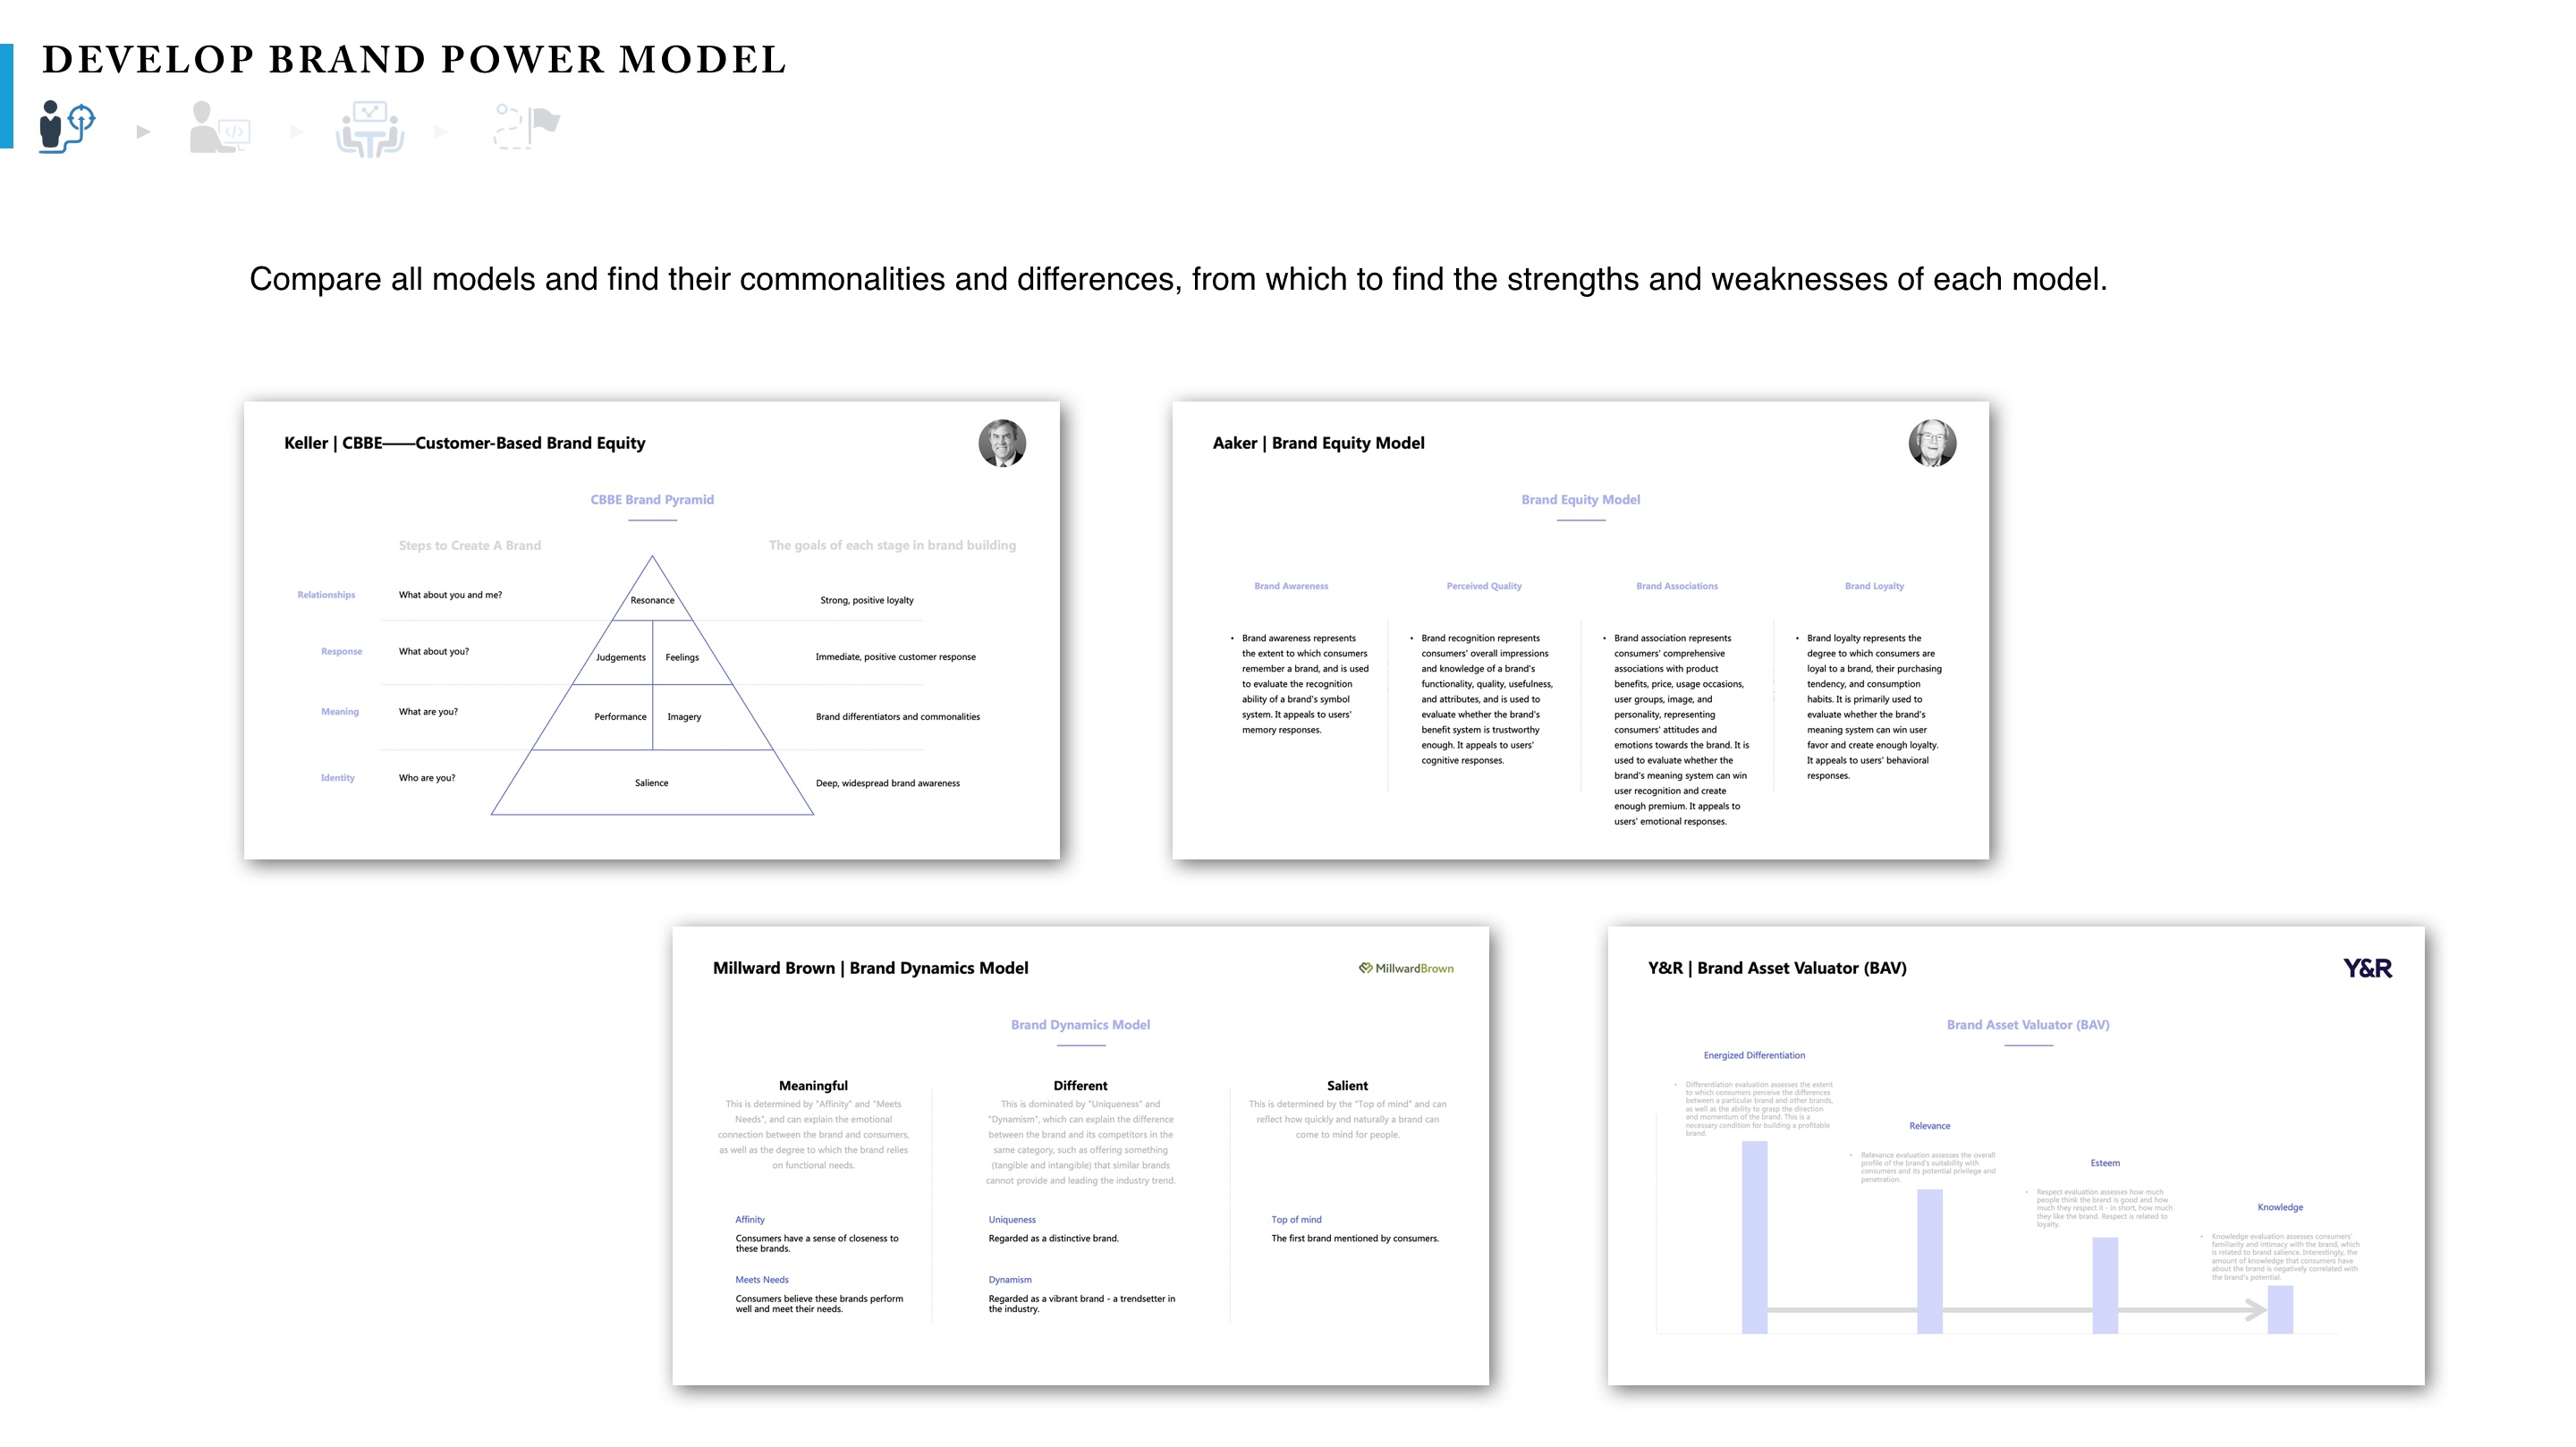 DEVELOP BRAND POWER MODEL
Compare all models and find their commonalities and differences, from which to find the strengths and weaknesses of each model.
Keller | CBBE——Customer-Based Brand Equity
CBBE Brand Pyramid
Steps to Create A Brand
The goals of each stage in brand building
Relationships
What about you and me?
Resonance
Strong, positive loyalty
Response
What about you?
Judgements
Feelings
Immediate, positive customer response
Meaning
What are you?
Performance
Imagery
Brand differentiators and commonalities
Identity
Who are you?
Salience
Deep, widespread brand awareness
Aaker | Brand Equity Model
Brand Equity Model
Brand Awareness
• Brand awareness represents
the extent to which consumers
remember a brand, and is used
to evaluate the recognition
ability of a brand's symbol
system. It appeals to users'
memory responses.
Perceived Quality
• Brand recognition represents
consumers' overall impressions
and knowledge of a brand's
functionality, quality, usefulness,
and attributes, and is used to
evaluate whether the brand's
benefit system is trustworthy
enough. It appeals to users'
cognitive responses.
Brand Associations
• Brand association represents
consumers' comprehensive
associations with product
benefits, price, usage occasions,
user groups, image, and
personality, representing
consumers' attitudes and
emotions towards the brand. It is
used to evaluate whether the
brand's meaning system can win
user recognition and create
enough premium. It appeals to
users' emotional responses.
Brand Loyalty
• Brand loyalty represents the
degree to which consumers are
loyal to a brand, their purchasing
tendency, and consumption
habits. It is primarily used to
evaluate whether the brand's
meaning system can win user
favor and create enough loyalty.
It appeals to users' behavioral
responses.
Millward Brown | Brand Dynamics Model
MillwardBrown
Brand Dynamics Model
Meaningful
This is determined by "Affinity" and "Meets
Needs", and can explain the emotional
connection between the brand and consumers,
as well as the degree to which the brand relies
on functional needs.
Affinity
Consumers have a sense of closeness to
these brands.
Meets Needs
Consumers believe these brands perform
well and meet their needs.
Different
This is dominated by "Uniqueness" and
"Dynamism", which can explain the difference
between the brand and its competitors in the
same category, such as offering something
(tangible and intangible) that similar brands
cannot provide and leading the industry trend.
Uniqueness
Regarded as a distinctive brand.
Dynamism
Regarded as a vibrant brand - a trendsetter in
the industry.
Salient
This is determined by the "Top of mind" and can
reflect how quickly and naturally a brand can
come to mind for people.
Top of mind
The first brand mentioned by consumers.
Y&R | Brand Asset Valuator (BAV)
Y&R
Brand Asset Valuator (BAV)
Energized Differentiation
• Differentiation evaluation assesses the extent
to which consumers perceive the differences
between a particular brand and other brands,
as well as the ability to grasp the direction
and momentum of the brand. This is a
necessary condition for building a profitable
brand.
Relevance
• Relevance evaluation assesses the overall
profile of the brand's suitability with
consumers and its potential privilege and
penetration.
Esteem
• Respect evaluation assesses how much
people think the brand is good and how
much they respect it - in short, how much
they like the brand. Respect is related to
loyalty.
Knowledge
• Knowledge evaluation assesses consumers'
familiarity and intimacy with the brand, which
is related to brand salience. Interestingly, the
amount of knowledge that consumers have
about the brand is negatively correlated with
the brand's potential.